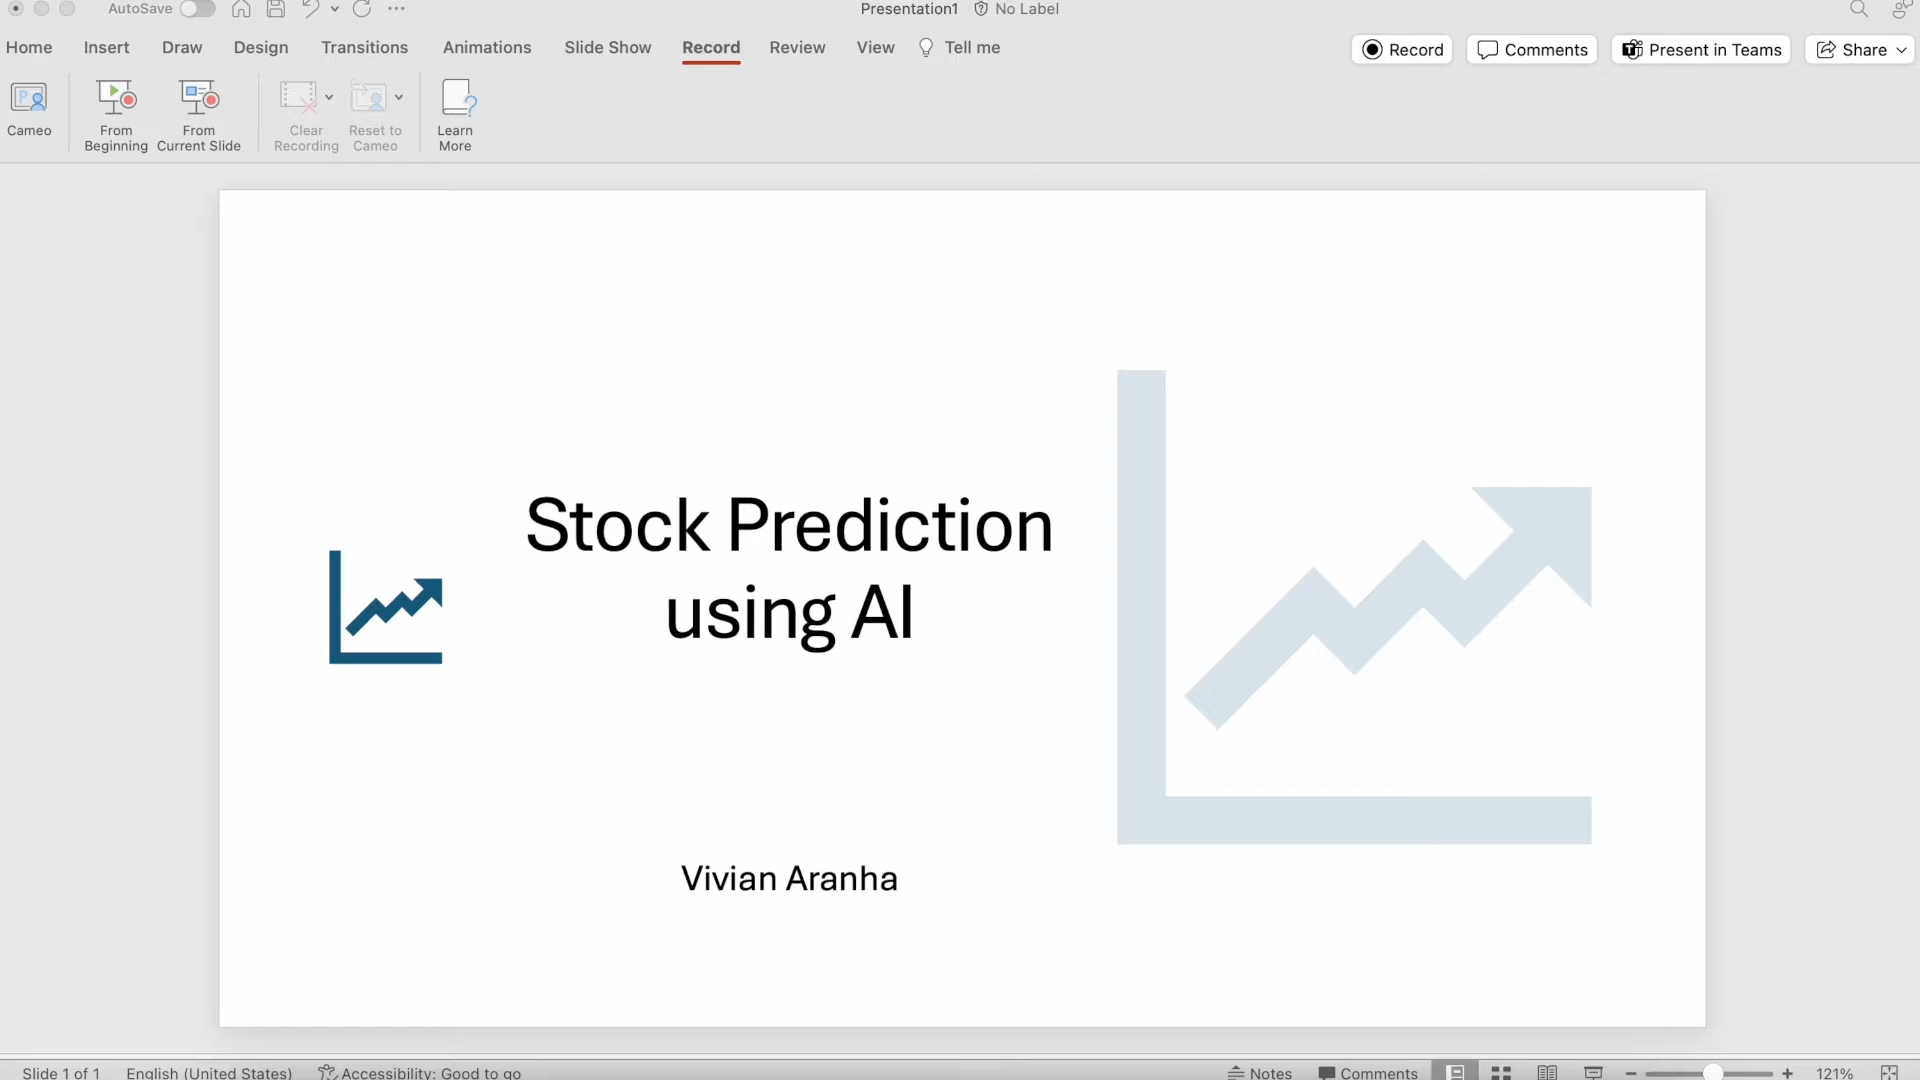 AutoSave
Presentation1
No Label
Home
Insert
Draw
Design
Transitions
Animations
Slide Show
Record
Review
View
Tell me
Record
Comments
Present in Teams
Share
Cameo
From
Beginning
From
Current Slide
Clear
Recording
Reset to
Cameo
Learn
More
Stock Prediction
using AI
Vivian Aranha
Slide 1 of 1
English (United States)
Accessibility: Good to go
Notes
Comments
121%